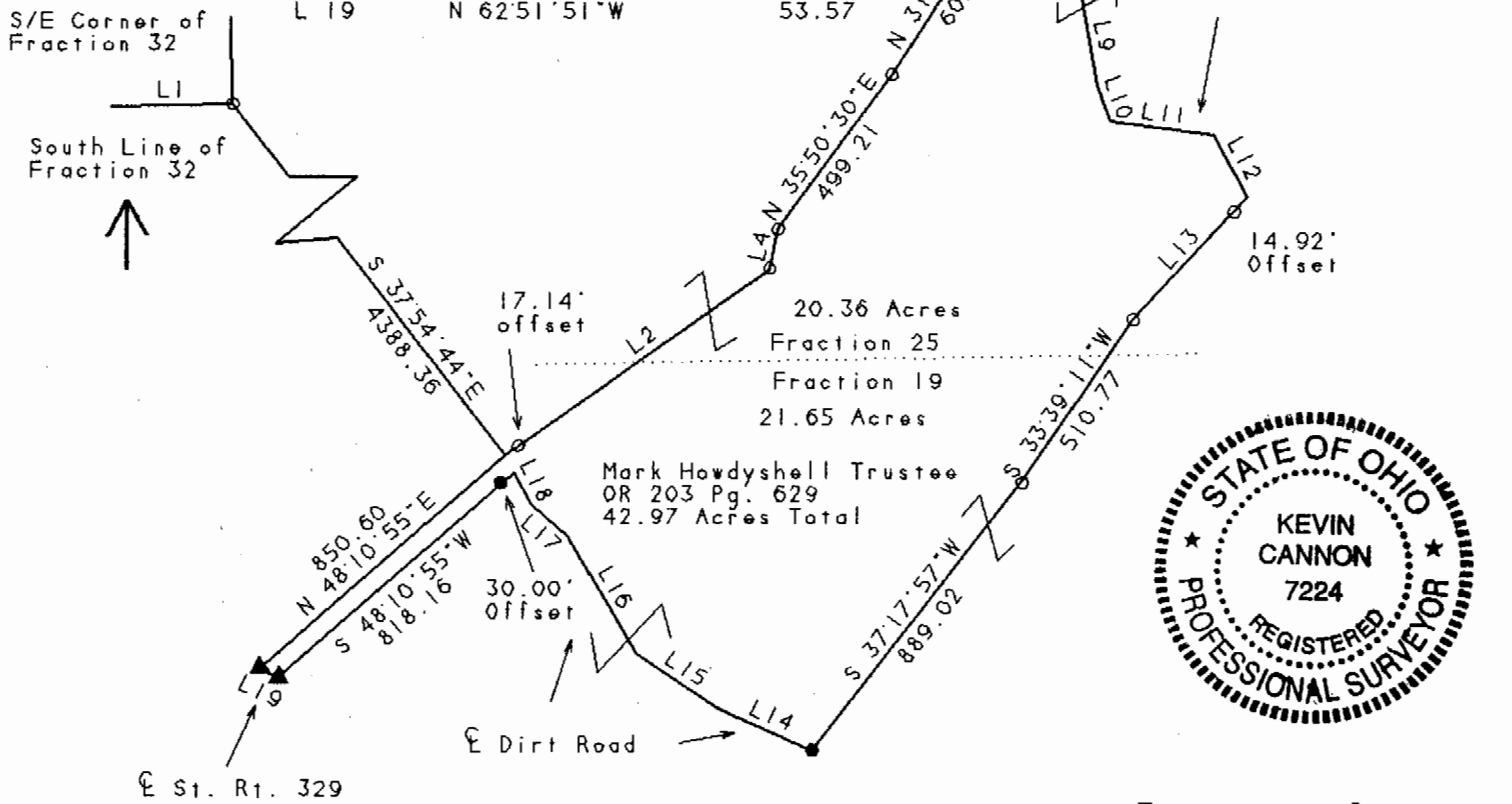 S/E Corner of
Fraction 32
L 19 N 62°51'51"W 53.57
N 31
60
L9
L10
L11
L12
L1
South Line of
Fraction 32
N 35°50'30"E
499.21
L4
L13
14.92'
Offset
S 37°54'44"E
4388.36
17.14'
offset
L2
20.36 Acres
Fraction 25
Fraction 19
21.65 Acres
S 33°39'11"W
510.77
Mark Howdyshell Trustee
OR 203 Pg. 629
42.97 Acres Total
L18
L17
L16
850.60
N 48°10'55"E
S 48°10'55"W
818.16
30.00'
Offset
S 37°17'57"W
889.02
L15
L14
L19
℄ Dirt Road
℄ St. Rt. 329
STATE OF OHIO
KEVIN
CANNON
7224
REGISTERED
PROFESSIONAL SURVEYOR